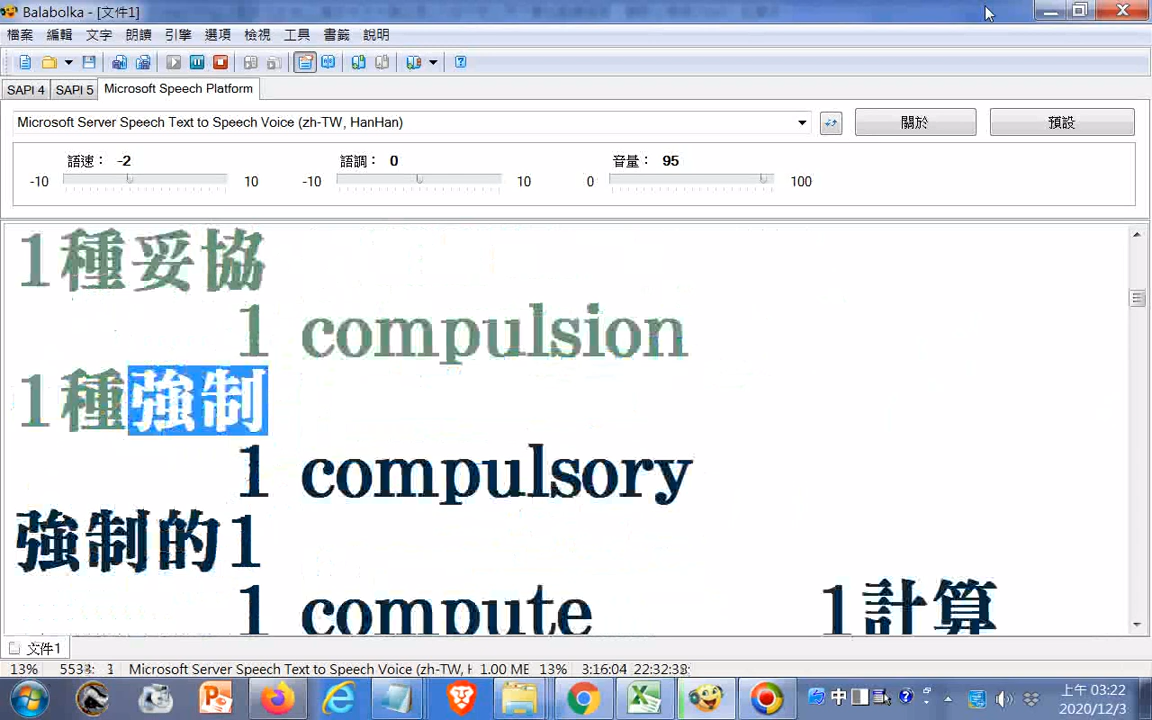 Balabolka - [文件1]
檔案 編輯 文字 朗讀 引擎 選項 檢視 工具 書籤 說明
SAPI 4 SAPI 5 Microsoft Speech Platform
Microsoft Server Speech Text to Speech Voice (zh-TW, HanHan) 關於 預設
語速： -2 語調： 0 音量： 95
-10 10 -10 10 0 100
1種妥協
1 compulsion
1種強制
1 compulsory
強制的1
1 compute 1計算
文件1
13% Microsoft Server Speech Text to Speech Voice (zh-TW, 1.00 ME 13% 3:16:04 22:32:39
中 上午 03:22
2020/12/3